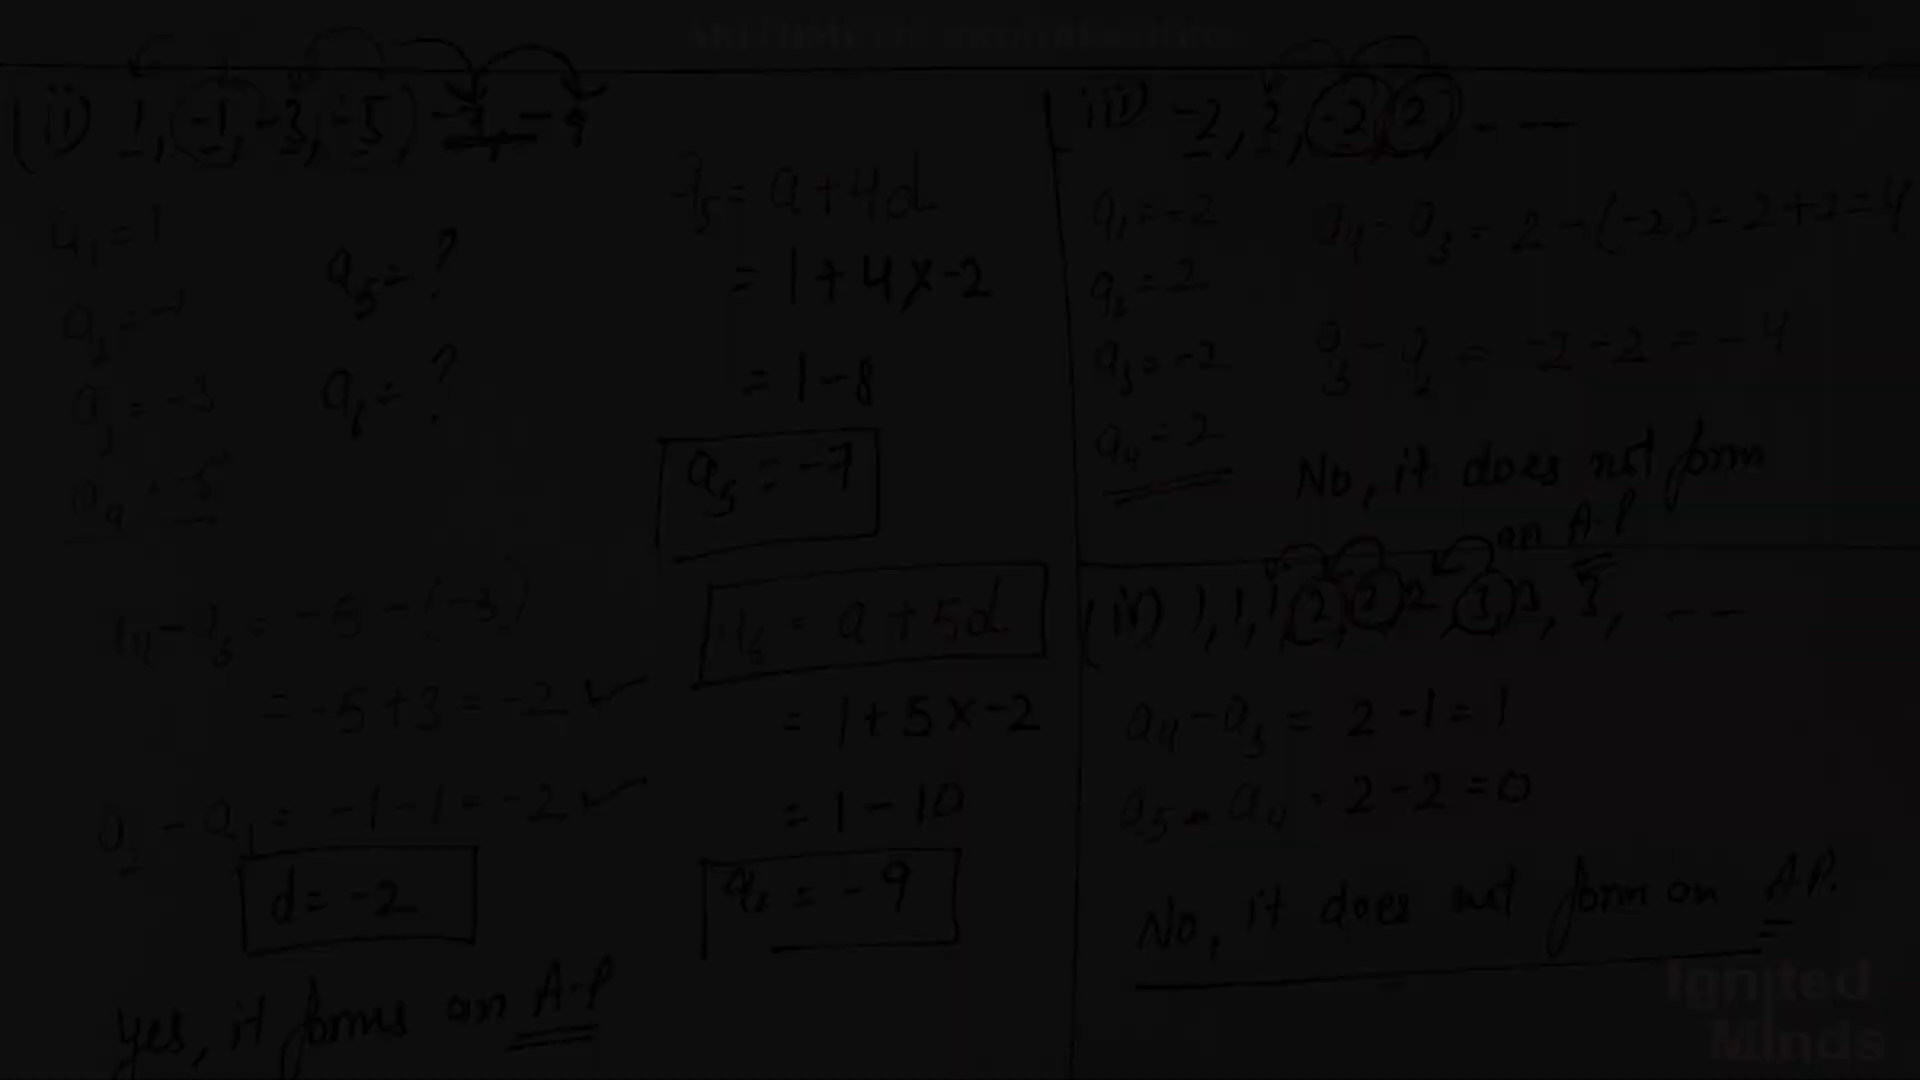 (ii) 1, -1, -3, -5, -7, -9
a₁ = 1
a₂ = -1
a₃ = -3
a₄ = -5
a₅ = ?
a₆ = ?
a₄ - a₃ = -5 - (-3)
= -5 + 3 = -2 ✓
a₂ - a₁ = -1 - 1 = -2 ✓
d = -2
yes, it forms an A.P
= a + 4d
= 1 + 4 x -2
= 1 - 8
a₅ = -7
a₆ = a + 5d
= 1 + 5 x -2
= 1 - 10
a₆ = -9
(iii) -2, 2, -2, 2 - -
a₁ = -2
a₂ = 2
a₃ = -2
a₄ = 2
a₄ - a₃ = 2 - (-2) = 2 + 2 = 4
a₃ - a₂ = -2 - 2 = -4
No, it does not form
an A.P
1, 1, 1, 2, 2, 2, 3, 3, 3, - -
a₄ - a₃ = 2 - 1 = 1
a₅ - a₄ = 2 - 2 = 0
No, it does not form an A.P.
Ignited
Minds